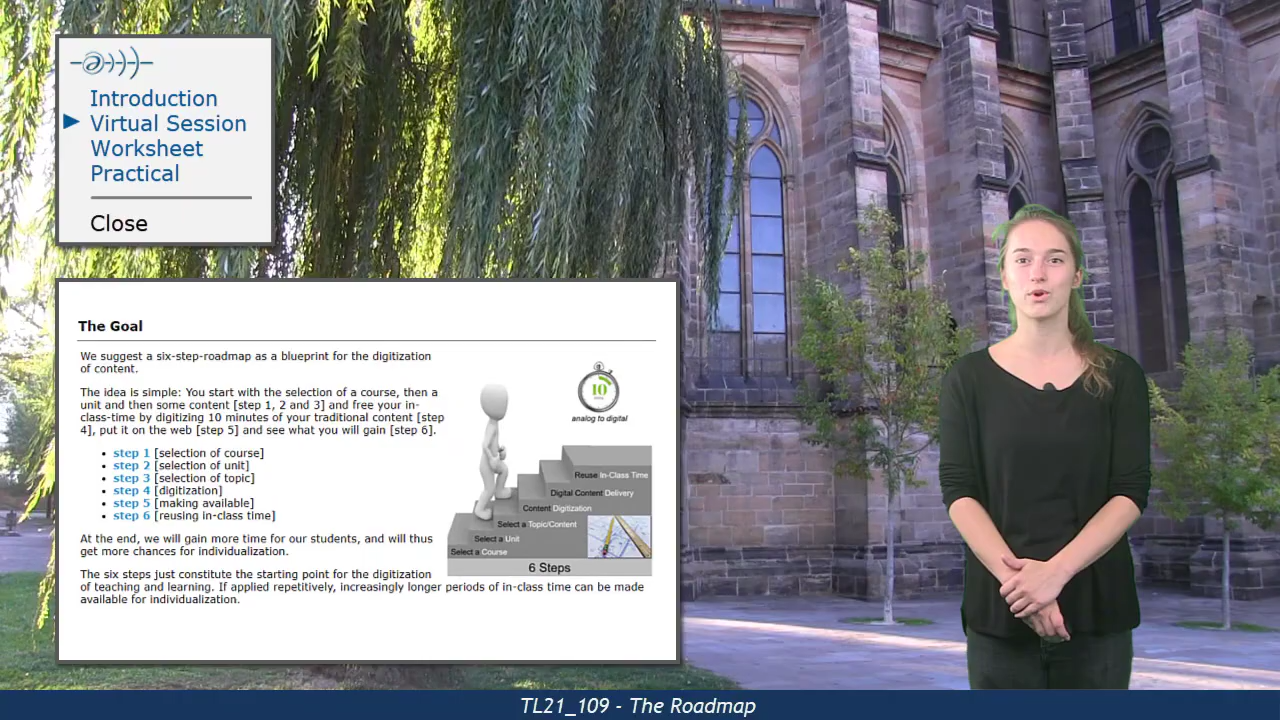 Introduction
Virtual Session
Worksheet
Practical
Close
The Goal
We suggest a six-step-roadmap as a blueprint for the digitization
of content.
The idea is simple: You start with the selection of a course, then a
unit and then some content [step 1, 2 and 3] and free your in-
class-time by digitizing 10 minutes of your traditional content [step
4], put it on the web [step 5] and see what you will gain [step 6].
• step 1 [selection of course]
• step 2 [selection of unit]
• step 3 [selection of topic]
• step 4 [digitization]
• step 5 [making available]
• step 6 [reusing in-class time]
At the end, we will gain more time for our students, and will thus
get more chances for individualization.
The six steps just constitute the starting point for the digitization
of teaching and learning. If applied repetitively, increasingly longer periods of in-class time can be made
available for individualization.
10
analog to digital
Reuse In-Class Time
Digital Content Delivery
Content Digitization
Select a Topic/Content
Select a Unit
Select a Course
6 Steps
TL21_109 - The Roadmap